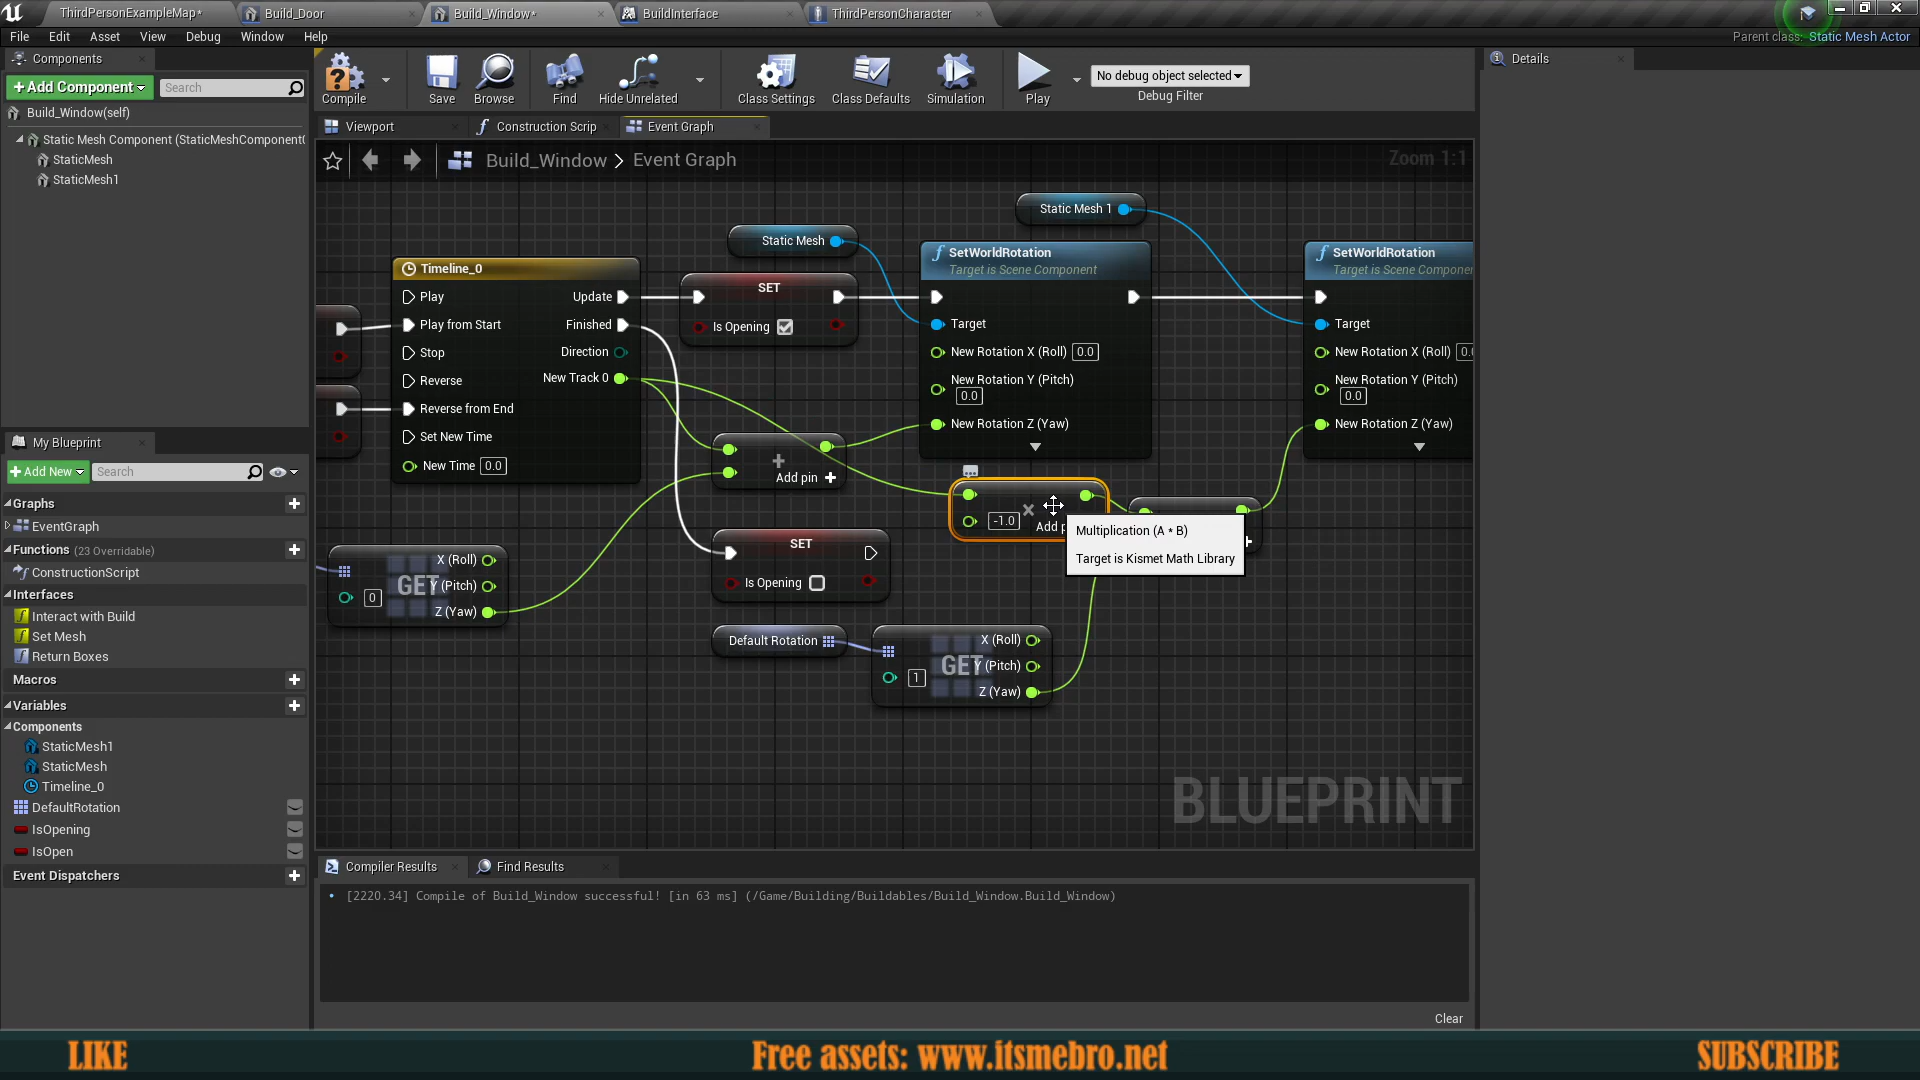 ThirdPersonExampleMap*
Build_Door
Build_Window*
BuildInterface
ThirdPersonCharacter
File Edit Asset View Debug Window Help
Parent class: Static Mesh Actor
Components
+Add Component
Search
Build_Window(self)
Static Mesh Component (StaticMeshComponent(
StaticMesh
StaticMesh1
Compile
Save
Browse
Find
Hide Unrelated
Class Settings
Class Defaults
Simulation
Play
No debug object selected
Debug Filter
Details
Viewport
Construction Scrip
Event Graph
Build_Window > Event Graph
Zoom 1:1
Timeline_0
Play
Play from Start
Stop
Reverse
Reverse from End
Set New Time
New Time 0.0
Update
Finished
Direction
New Track 0
Static Mesh
SET
Is Opening
Static Mesh 1
SetWorldRotation
Target is Scene Component
Target
New Rotation X (Roll) 0.0
New Rotation Y (Pitch)
0.0
New Rotation Z (Yaw)
SetWorldRotation
Target is Scene Componen
Target
New Rotation X (Roll) 0.
New Rotation Y (Pitch)
0.0
New Rotation Z (Yaw)
Add pin +
-1.0
Add p
Multiplication (A * B)
Target is Kismet Math Library
SET
Is Opening
GET
0
X (Roll)
Y (Pitch)
Z (Yaw)
Default Rotation
GET
1
X (Roll)
Y (Pitch)
Z (Yaw)
BLUEPRINT
My Blueprint
+Add New
Search
Graphs
EventGraph
Functions (23 Overridable)
ConstructionScript
Interfaces
Interact with Build
Set Mesh
Return Boxes
Macros
Variables
Components
StaticMesh1
StaticMesh
Timeline_0
DefaultRotation
IsOpening
IsOpen
Event Dispatchers
Compiler Results
Find Results
[2220.34] Compile of Build_Window successful! [in 63 ms] (/Game/Building/Buildables/Build_Window.Build_Window)
Clear
LIKE
Free assets: www.itsmebro.net
SUBSCRIBE